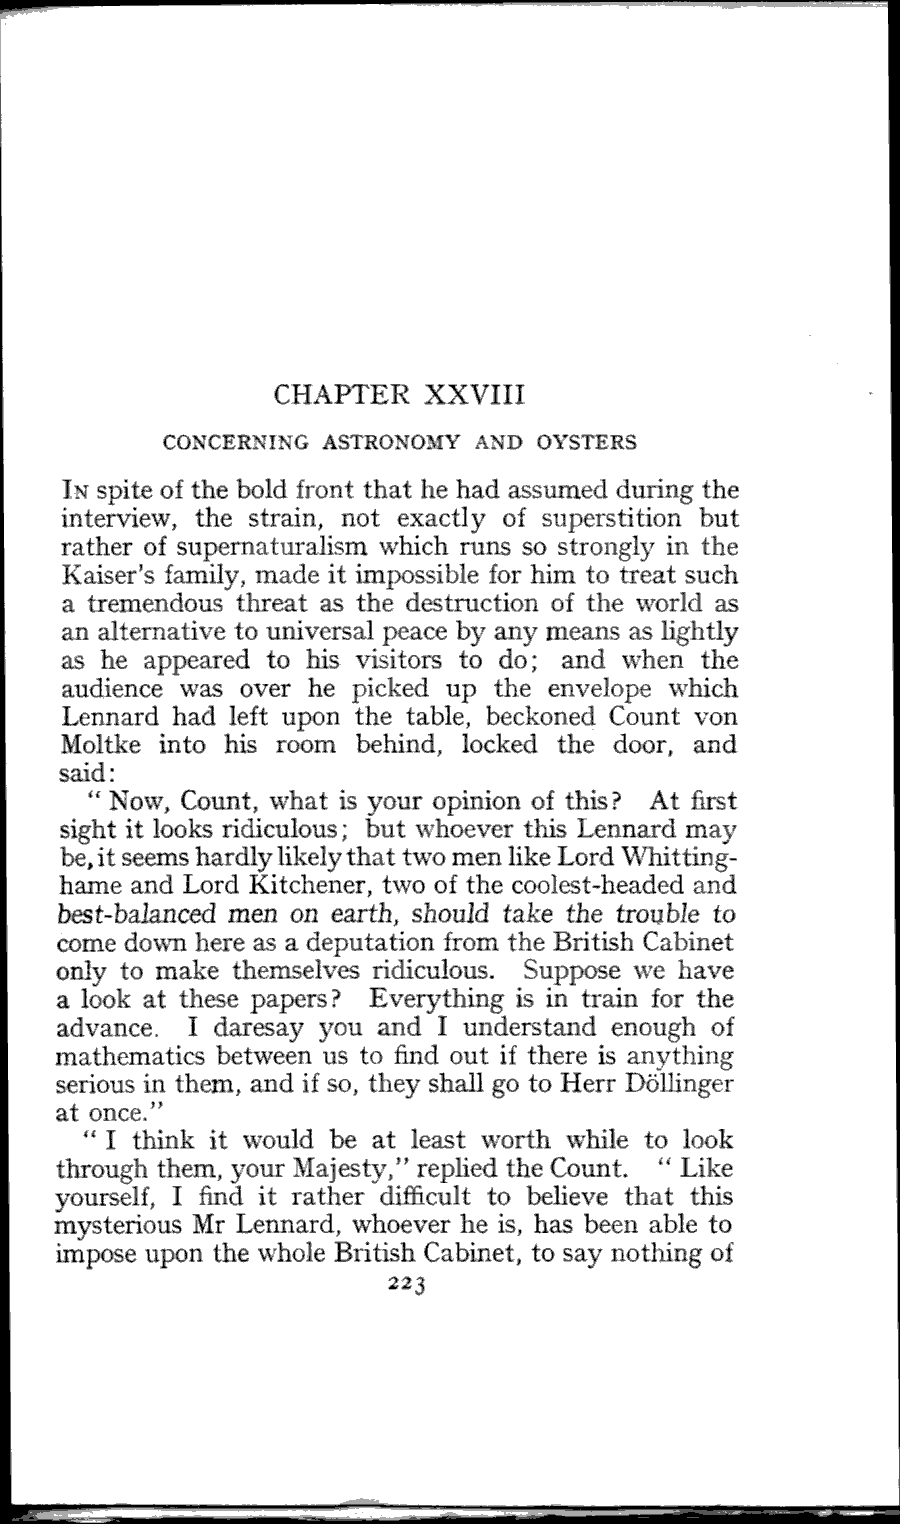 CHAPTER XXVIII
CONCERNING ASTRONOMY AND OYSTERS
IN spite of the bold front that he had assumed during the
interview, the strain, not exactly of superstition but
rather of supernaturalism which runs so strongly in the
Kaiser's family, made it impossible for him to treat such
a tremendous threat as the destruction of the world as
an alternative to universal peace by any means as lightly
as he appeared to his visitors to do; and when the
audience was over he picked up the envelope which
Lennard had left upon the table, beckoned Count von
Moltke into his room behind, locked the door, and
said:
“Now, Count, what is your opinion of this? At first
sight it looks ridiculous; but whoever this Lennard may
be, it seems hardly likely that two men like Lord Whitting-
hame and Lord Kitchener, two of the coolest-headed and
best-balanced men on earth, should take the trouble to
come down here as a deputation from the British Cabinet
only to make themselves ridiculous. Suppose we have
a look at these papers? Everything is in train for the
advance. I daresay you and I understand enough of
mathematics between us to find out if there is anything
serious in them, and if so, they shall go to Herr Döllinger
at once.”
“I think it would be at least worth while to look
through them, your Majesty,” replied the Count. “Like
yourself, I find it rather difficult to believe that this
mysterious Mr Lennard, whoever he is, has been able to
impose upon the whole British Cabinet, to say nothing of
223